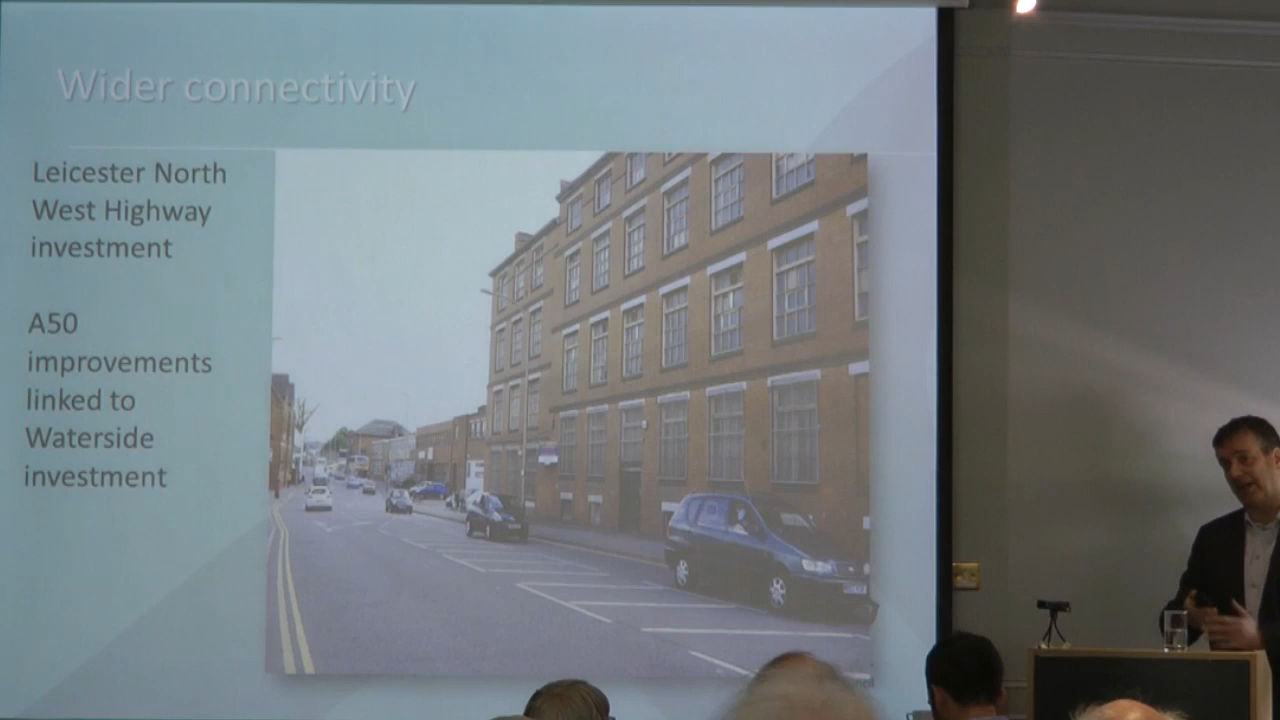 Wider connectivity
Leicester North
West Highway
investment
A50
improvements
linked to
Waterside
investment